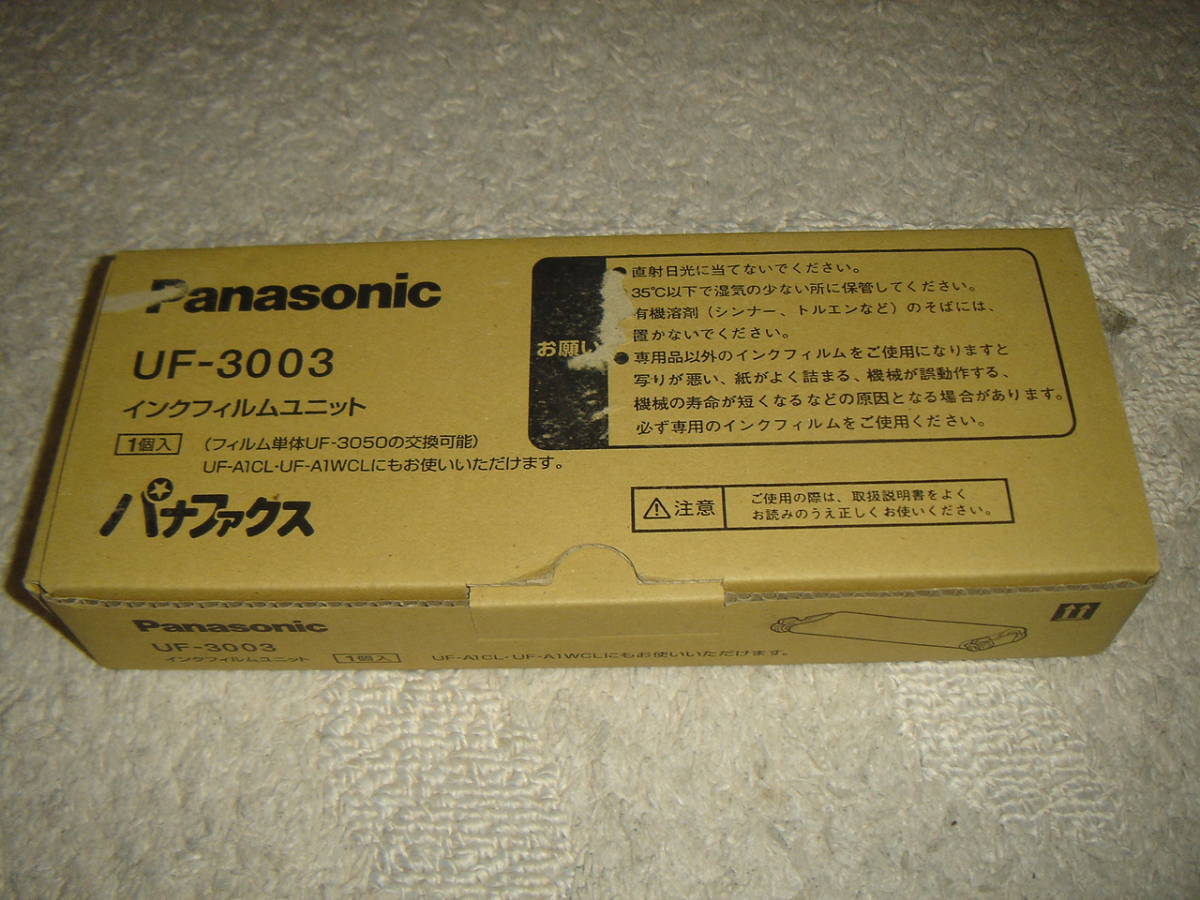 Panasonic
UF-3003
インクフィルムユニット
1個入 (フィルム単体UF-3050の交換可能)
UF-A1CL・UF-A1WCLにもお使いいただけます。
パナファクス
お願い
● 直射日光に当てないでください。
35℃以下で湿気の少ない所に保管してください。
有機溶剤（シンナー、トルエンなど）のそばには、
置かないでください。
● 専用品以外のインクフィルムをご使用になりますと
写りが悪い、紙がよく詰まる、機械が誤動作する、
機械の寿命が短くなるなどの原因となる場合があります。
必ず専用のインクフィルムをご使用ください。
注意
ご使用の際は、取扱説明書をよく
お読みのうえ正しくお使いください。
Panasonic
UF-3003
インクフィルムユニット 1個入 UF-A1CL・UF-A1WCLにもお使いいただけます。